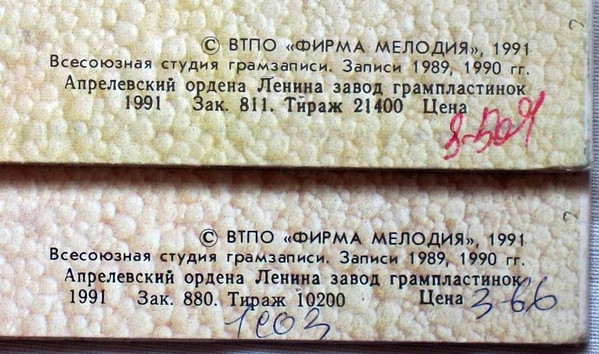 © ВТПО «ФИРМА МЕЛОДИЯ», 1991
Всесоюзная студия грамзаписи. Записи 1989, 1990 гг.
Апрелевский ордена Ленина завод грампластинок
1991 Зак. 811. Тираж 21400 Цена
3-50
© ВТПО «ФИРМА МЕЛОДИЯ», 1991
Всесоюзная студия грамзаписи. Записи 1989, 1990 гг.
Апрелевский ордена Ленина завод грампластинок
1991 Зак. 880. Тираж 10200 Цена 3-66